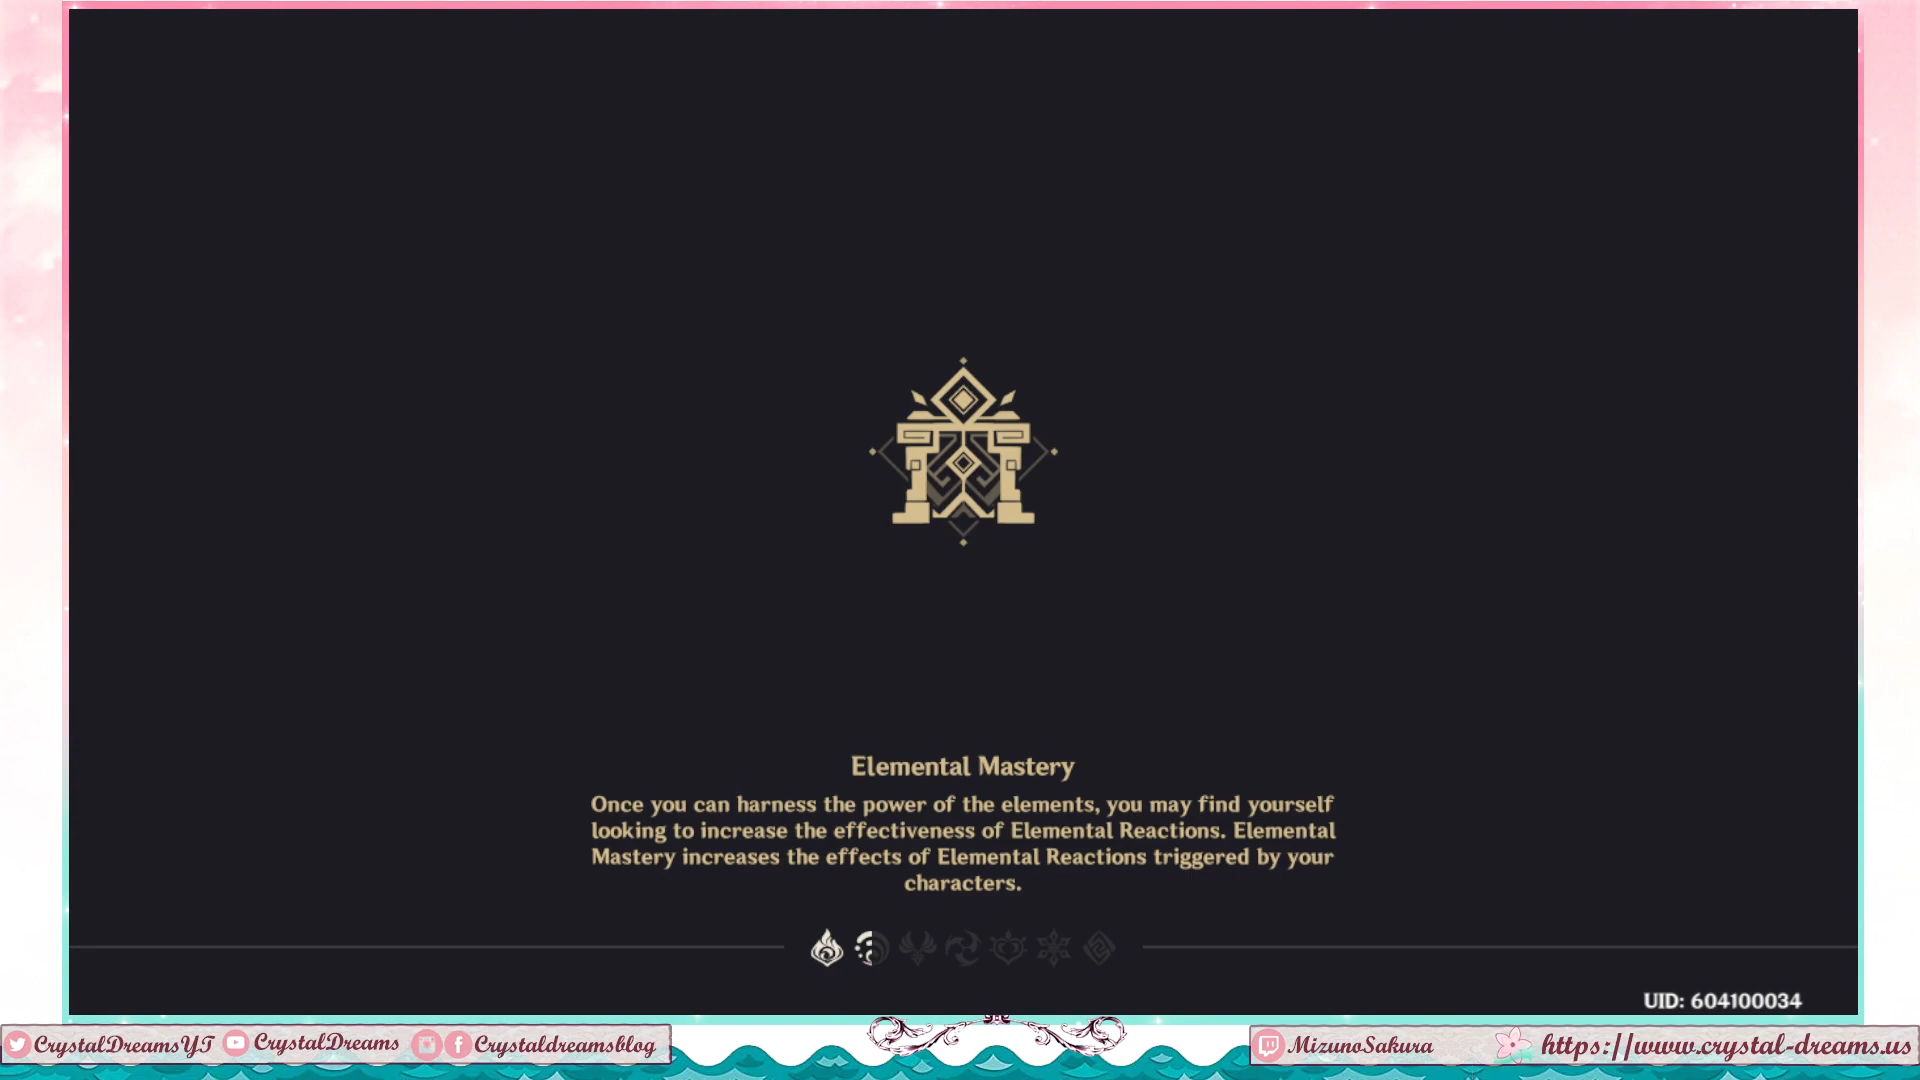 Elemental Mastery
Once you can harness the power of the elements, you may find yourself
looking to increase the effectiveness of Elemental Reactions. Elemental
Mastery increases the effects of Elemental Reactions triggered by your
characters.
UID: 604100034
CrystalDreamsYT CrystalDreams Crystaldreamsblog
MizunoSakura https://www.crystal-dreams.us